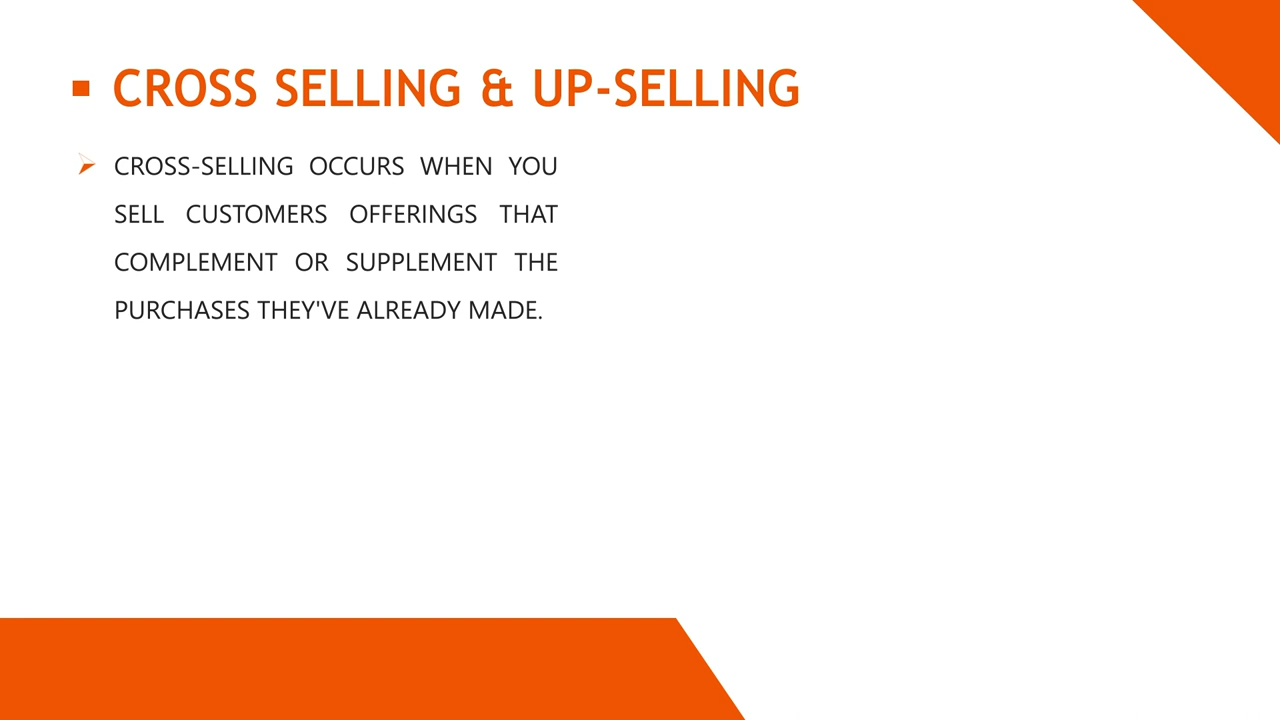 CROSS SELLING & UP-SELLING
CROSS-SELLING OCCURS WHEN YOU
SELL CUSTOMERS OFFERINGS THAT
COMPLEMENT OR SUPPLEMENT THE
PURCHASES THEY'VE ALREADY MADE.